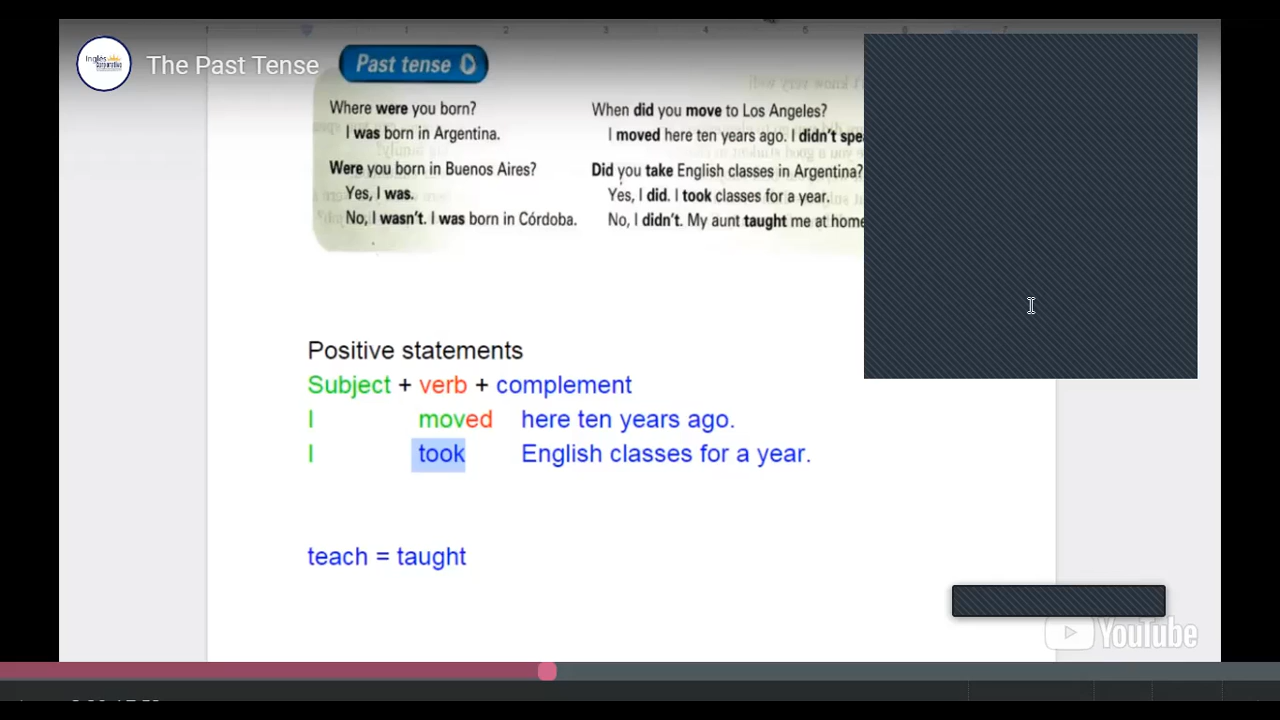 The Past Tense
Past tense
Where were you born?
I was born in Argentina.
Were you born in Buenos Aires?
Yes, I was.
No, I wasn't. I was born in Córdoba.
When did you move to Los Angeles?
I moved here ten years ago. I didn't spe
Did you take English classes in Argentina?
Yes, I did. I took classes for a year.
No, I didn't. My aunt taught me at home
Positive statements
Subject + verb + complement
I moved here ten years ago.
I took English classes for a year.
teach = taught
YouTube